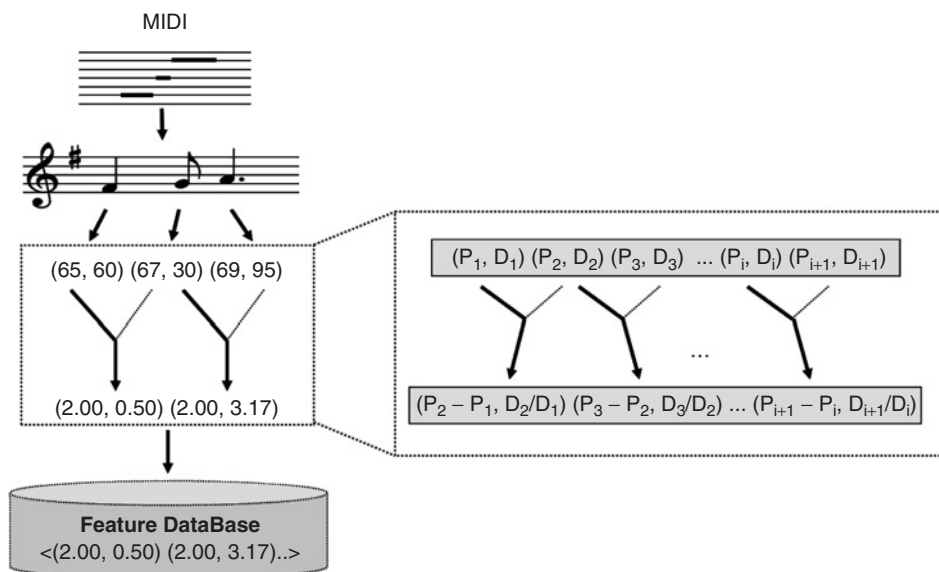 MIDI
(65, 60) (67, 30) (69, 95)
(2.00, 0.50) (2.00, 3.17)
Feature DataBase
<(2.00, 0.50) (2.00, 3.17)..>
(P₁, D₁) (P₂, D₂) (P₃, D₃) ... (Pᵢ, Dᵢ) (Pᵢ₊₁, Dᵢ₊₁)
...
(P₂ – P₁, D₂/D₁) (P₃ – P₂, D₃/D₂) ... (Pᵢ₊₁ – Pᵢ, Dᵢ₊₁/Dᵢ)